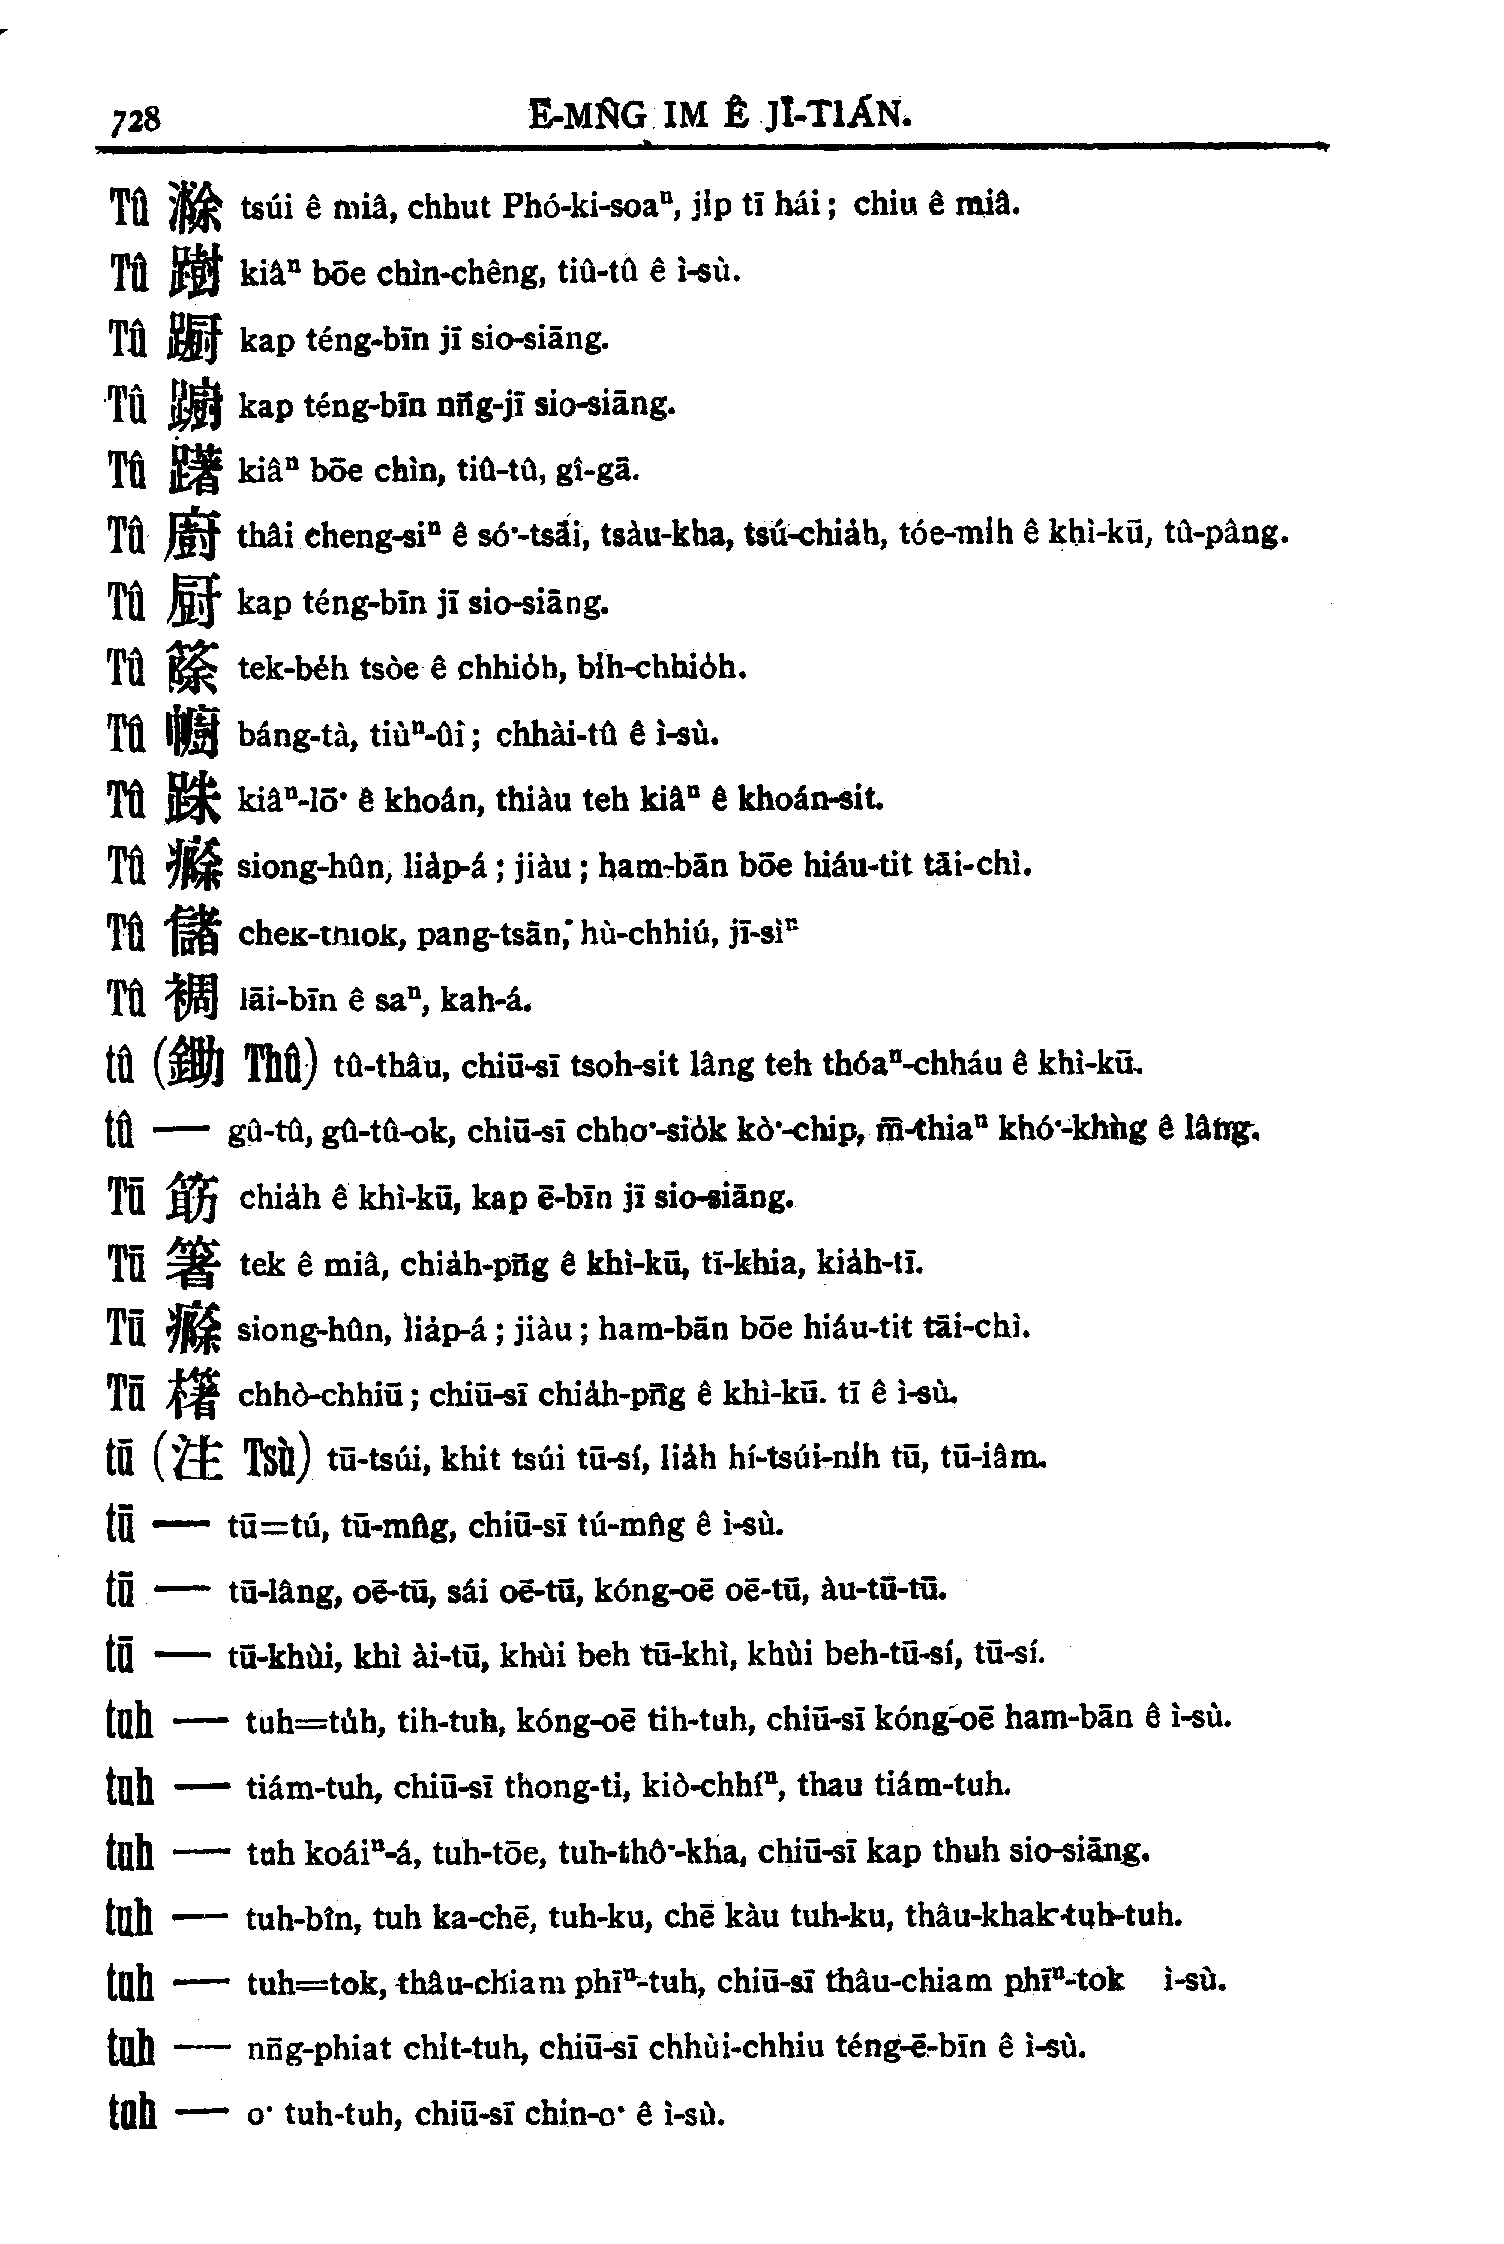 728 Ē-MN̂G IM Ê JĪ-TIÁN.
Tû 滁 tsúi ê miâ, chhut Phó-ki-soaⁿ, ji̍p tī hái; chiu ê miâ.
Tû 躕 kiâⁿ bōe chìn-chêng, tiû-tû ê ì-sù.
Tû kap téng-bīn jī sio-siāng.
Tû kap téng-bīn nn̄g-jī sio-siāng.
Tû 躇 kiâⁿ bōe chìn, tiû-tû, gî-gā.
Tû 廚 thâi cheng-siⁿ ê só͘-tsāi, tsàu-kha, tsú-chia̍h, tóe-mi̍h ê khì-kū, tû-pâng.
Tû 厨 kap téng-bīn jī sio-siāng.
Tû 篨 tek-be̍h tsòe ê chhio̍h, bi̍h-chhio̍h.
Tû 幮 báng-tà, tiùⁿ-ûi; chhài-tû ê ì-sù.
Tû 跦 kiâⁿ-lō͘ ê khoán, thiàu teh kiâⁿ ê khoán-sit.
Tû 瘵 siong-hûn, lia̍p-á; jiàu; ham-bān bōe hiáu-tit tāi-chì.
Tû 儲 chek-thiok, pang-tsān, hù-chhiú, jī-sìⁿ
Tû 裯 lāi-bīn ê saⁿ, kah-á.
tû (鋤 Thû) tû-thâu, chiū-sī tsoh-sit lâng teh thóaⁿ-chháu ê khì-kū.
tû — gû-tû, gû-tû-ok, chiū-sī chho͘-sio̍k kò͘-chip, m̄-thiaⁿ khó͘-khǹg ê lâng.
Tū 筯 chia̍h ê khì-kū, kap ē-bīn jī sio-siāng.
Tū 箸 tek ê miâ, chia̍h-pn̄g ê khì-kū, tī-khia, kia̍h-tī.
Tū siong-hûn, lia̍p-á; jiàu; ham-bān bōe hiáu-tit tāi-chì.
Tū chhò-chhiū; chiū-sī chia̍h-pn̄g ê khì-kū. tī ê ì-sù.
tū (注 Tsù) tū-tsúi, khit tsúi tū-sí, lia̍h hí-tsúi-ni̍h tū, tū-iâm.
tū — tū=tú, tū-mn̂g, chiū-sī tú-mn̂g ê ì-sù.
tū — tū-lâng, oē-tū, sái oē-tū, kóng-oē oē-tū, àu-tū-tū.
tū — tū-khùi, khì ài-tū, khùi beh tū-khì, khùi beh-tū-sí, tū-sí.
tuh — tuh=tu̍h, tih-tuh, kóng-oē tih-tuh, chiū-sī kóng-oē ham-bān ê ì-sù.
tuh — tiám-tuh, chiū-sī thong-ti, kiò-chhíⁿ, thau tiám-tuh.
tuh — tuh koáiⁿ-á, tuh-tōe, tuh-thô͘-kha, chiū-sī kap thuh sio-siāng.
tuh — tuh-bîn, tuh ka-chē, tuh-ku, chē kàu tuh-ku, thâu-khak-tuh-tuh.
tuh — tuh=tok, thâu-chiam phīⁿ-tuh, chiū-sī thâu-chiam phīⁿ-tok ì-sù.
tuh — nn̄g-phiat chi̍t-tuh, chiū-sī chhùi-chhiu téng-ē-bīn ê ì-sù.
tuh — o͘ tuh-tuh, chiū-sī chin-o͘ ê ì-sù.